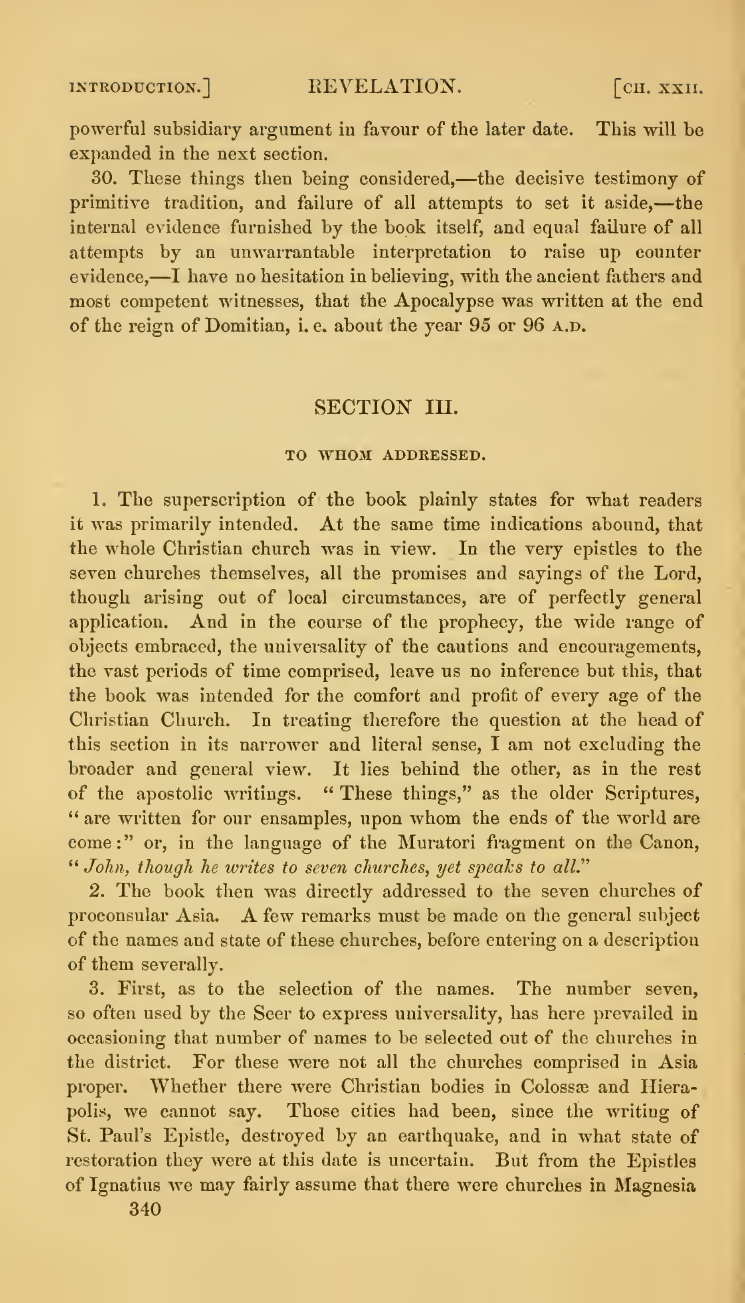 INTRODUCTION.] REVELATION. [CH. XXII.
powerful subsidiary argument in favour of the later date. This will be
expanded in the next section.
30. These things then being considered,—the decisive testimony of
primitive tradition, and failure of all attempts to set it aside,—the
internal evidence furnished by the book itself, and equal failure of all
attempts by an unwarrantable interpretation to raise up counter
evidence,—I have no hesitation in believing, with the ancient fathers and
most competent witnesses, that the Apocalypse was written at the end
of the reign of Domitian, i. e. about the year 95 or 96 A.D.
SECTION III.
TO WHOM ADDRESSED.
1. The superscription of the book plainly states for what readers
it was primarily intended. At the same time indications abound, that
the whole Christian church was in view. In the very epistles to the
seven churches themselves, all the promises and sayings of the Lord,
though arising out of local circumstances, are of perfectly general
application. And in the course of the prophecy, the wide range of
objects embraced, the universality of the cautions and encouragements,
the vast periods of time comprised, leave us no inference but this, that
the book was intended for the comfort and profit of every age of the
Christian Church. In treating therefore the question at the head of
this section in its narrower and literal sense, I am not excluding the
broader and general view. It lies behind the other, as in the rest
of the apostolic writings. “ These things,” as the older Scriptures,
“ are written for our ensamples, upon whom the ends of the world are
come :” or, in the language of the Muratori fragment on the Canon,
“ John, though he writes to seven churches, yet speaks to all.”
2. The book then was directly addressed to the seven churches of
proconsular Asia. A few remarks must be made on the general subject
of the names and state of these churches, before entering on a description
of them severally.
3. First, as to the selection of the names. The number seven,
so often used by the Seer to express universality, has here prevailed in
occasioning that number of names to be selected out of the churches in
the district. For these were not all the churches comprised in Asia
proper. Whether there were Christian bodies in Colossæ and Hiera-
polis, we cannot say. Those cities had been, since the writing of
St. Paul's Epistle, destroyed by an earthquake, and in what state of
restoration they were at this date is uncertain. But from the Epistles
of Ignatius we may fairly assume that there were churches in Magnesia
340